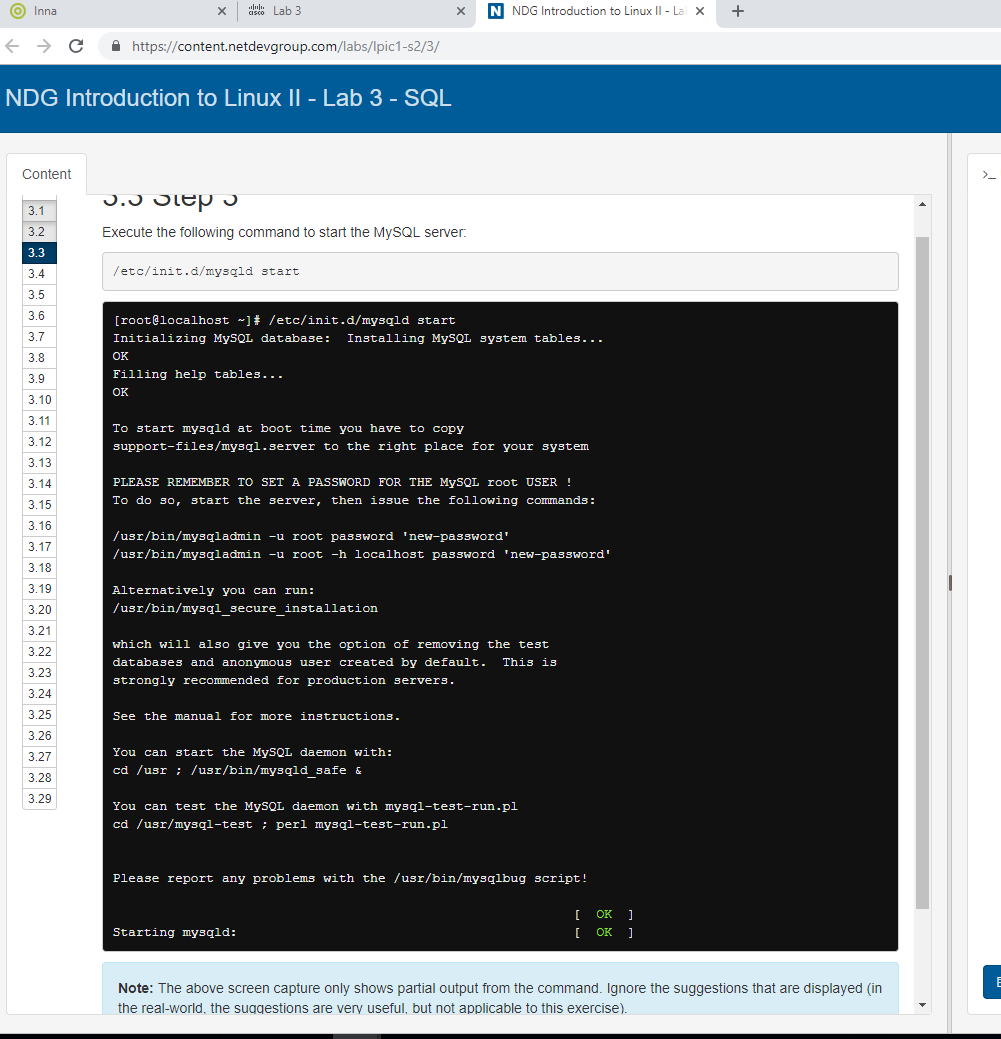 Inna
cisco
Lab 3
N
NDG Introduction to Linux II - La
https://content.netdevgroup.com/labs/lpic1-s2/3/
NDG Introduction to Linux II - Lab 3 - SQL
Content
>_
3.1
3.2
3.3
3.4
3.5
3.6
3.7
3.8
3.9
3.10
3.11
3.12
3.13
3.14
3.15
3.16
3.17
3.18
3.19
3.20
3.21
3.22
3.23
3.24
3.25
3.26
3.27
3.28
3.29
3.3 Step 3
Execute the following command to start the MySQL server:
/etc/init.d/mysqld start
[root@localhost ~]# /etc/init.d/mysqld start
Initializing MySQL database:  Installing MySQL system tables...
OK
Filling help tables...
OK
To start mysqld at boot time you have to copy
support-files/mysql.server to the right place for your system
PLEASE REMEMBER TO SET A PASSWORD FOR THE MySQL root USER !
To do so, start the server, then issue the following commands:
/usr/bin/mysqladmin -u root password 'new-password'
/usr/bin/mysqladmin -u root -h localhost password 'new-password'
Alternatively you can run:
/usr/bin/mysql_secure_installation
which will also give you the option of removing the test
databases and anonymous user created by default.  This is
strongly recommended for production servers.
See the manual for more instructions.
You can start the MySQL daemon with:
cd /usr ; /usr/bin/mysqld_safe &
You can test the MySQL daemon with mysql-test-run.pl
cd /usr/mysql-test ; perl mysql-test-run.pl
Please report any problems with the /usr/bin/mysqlbug script!
[  OK  ]
Starting mysqld: [  OK  ]
Note: The above screen capture only shows partial output from the command. Ignore the suggestions that are displayed (in
the real-world, the suggestions are very useful, but not applicable to this exercise).